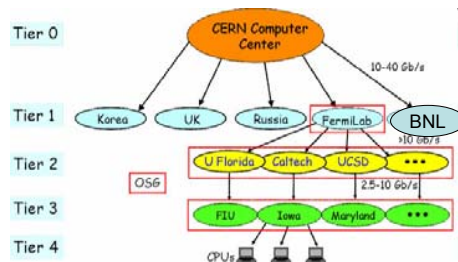 Tier 0
CERN Computer
Center
10-40 Gb/s
Tier 1
Korea
UK
Russia
FermiLab
BNL
>10 Gb/s
Tier 2
U Florida
Caltech
UCSD
•••
OSG
2.5-10 Gb/s
Tier 3
FIU
Iowa
Maryland
•••
Tier 4
CPUs